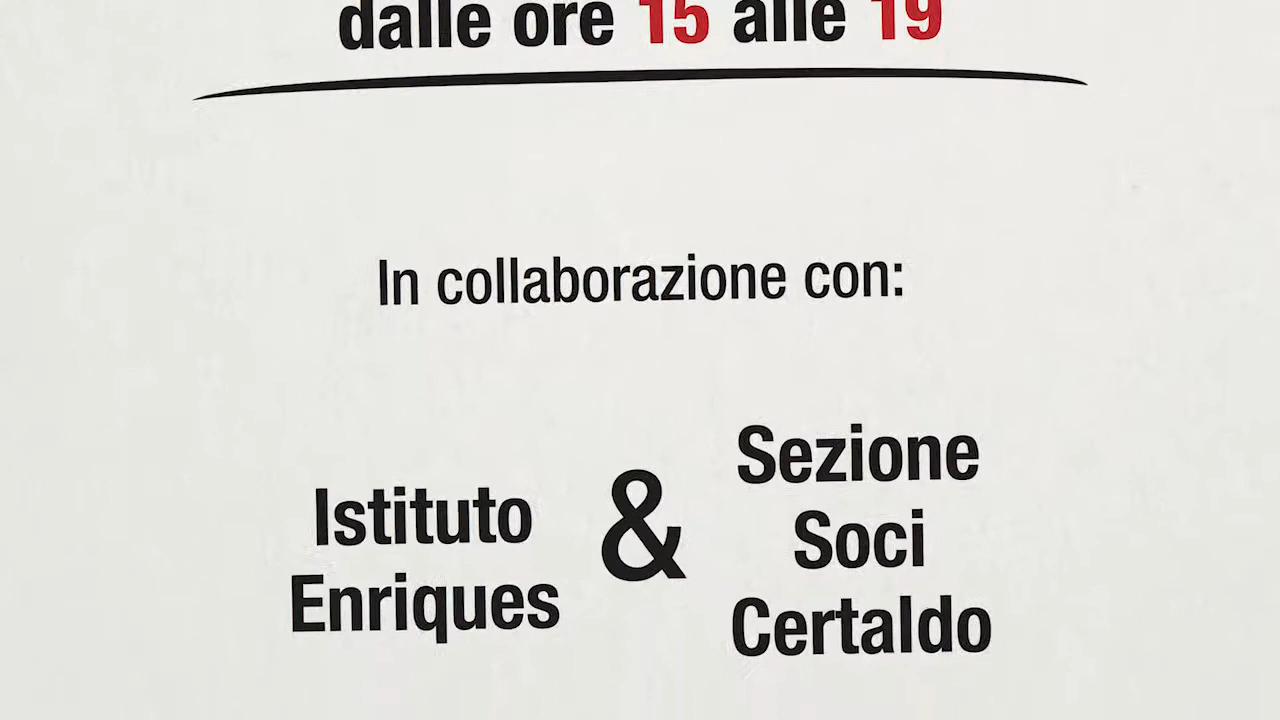 dalle ore 15 alle 19
In collaborazione con:
Istituto
Enriques
&
Sezione
Soci
Certaldo